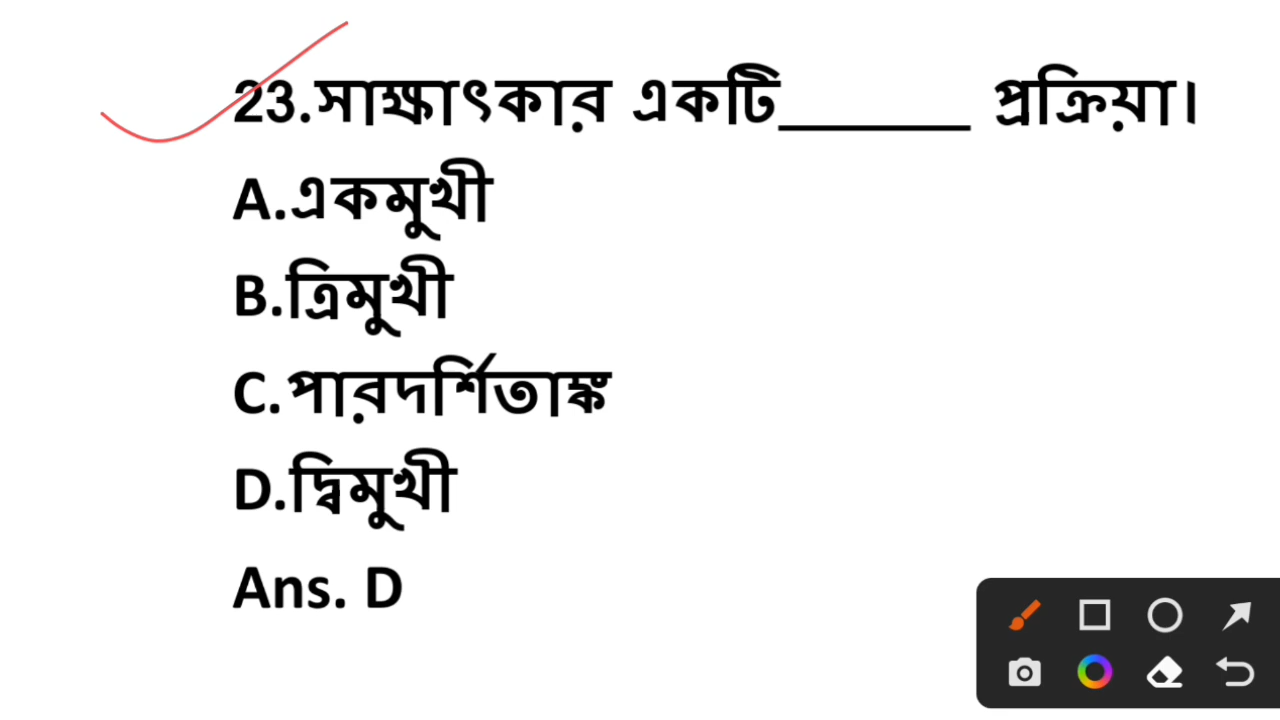 23.সাক্ষাৎকার একটি______ প্রক্রিয়া।
A.একমুখী
B.ত্রিমুখী
C.পারদর্শিতাঙ্ক
D.দ্বিমুখী
Ans. D